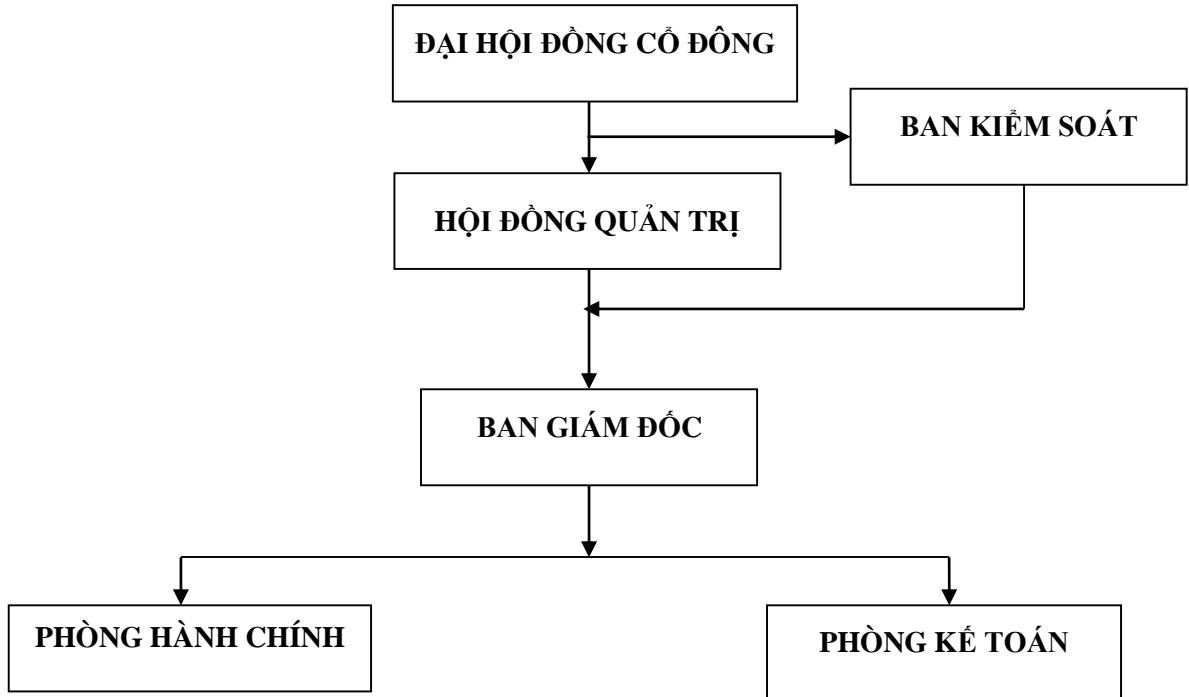 ĐẠI HỘI ĐỒNG CỔ ĐÔNG
BAN KIỂM SOÁT
HỘI ĐỒNG QUẢN TRỊ
BAN GIÁM ĐỐC
PHÒNG HÀNH CHÍNH
PHÒNG KẾ TOÁN